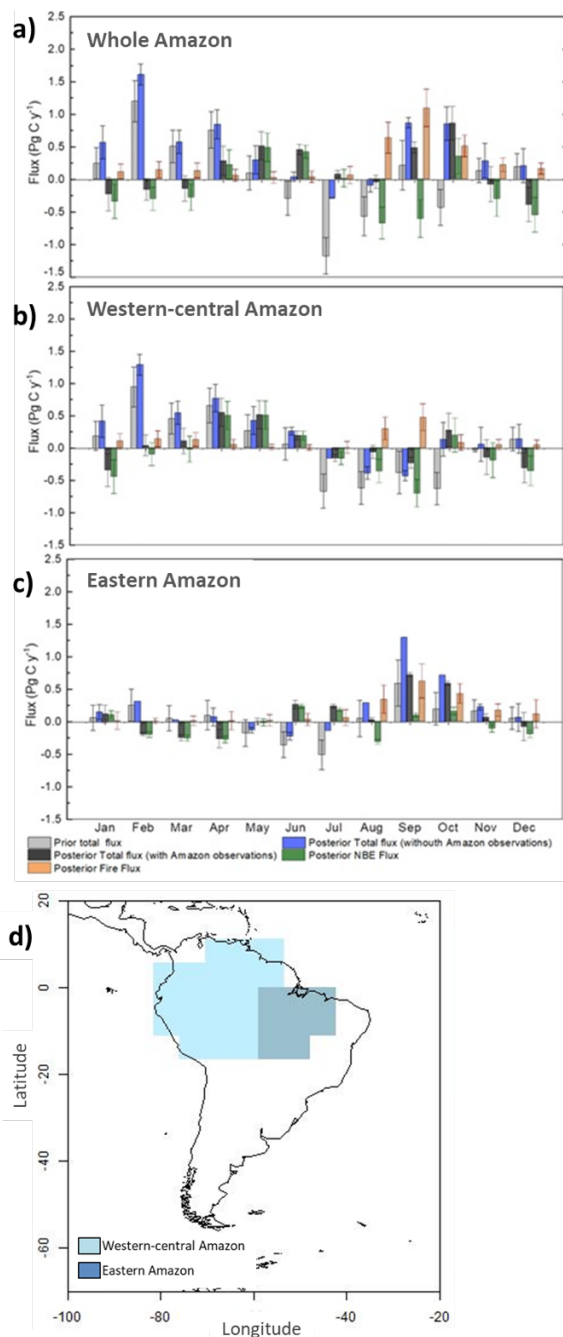 a)
Whole Amazon
Flux (Pg C y⁻¹)
2.5
2.0
1.5
1.0
0.5
0.0
-0.5
-1.0
-1.5
b)
Western-central Amazon
Flux (Pg C y⁻¹)
2.5
2.0
1.5
1.0
0.5
0.0
-0.5
-1.0
-1.5
c)
Eastern Amazon
Flux (Pg C y⁻¹)
2.5
2.0
1.5
1.0
0.5
0.0
-0.5
-1.0
-1.5
Jan Feb Mar Apr May Jun Jul Aug Sep Oct Nov Dec
Prior total flux
Posterior Total flux (withouth Amazon observations)
Posterior Total flux (with Amazon observations)
Posterior NBE Flux
Posterior Fire Flux
d)
Latitude
20
0
-20
-40
-60
Western-central Amazon
Eastern Amazon
-100 -80 -60 -40 -20
Longitude